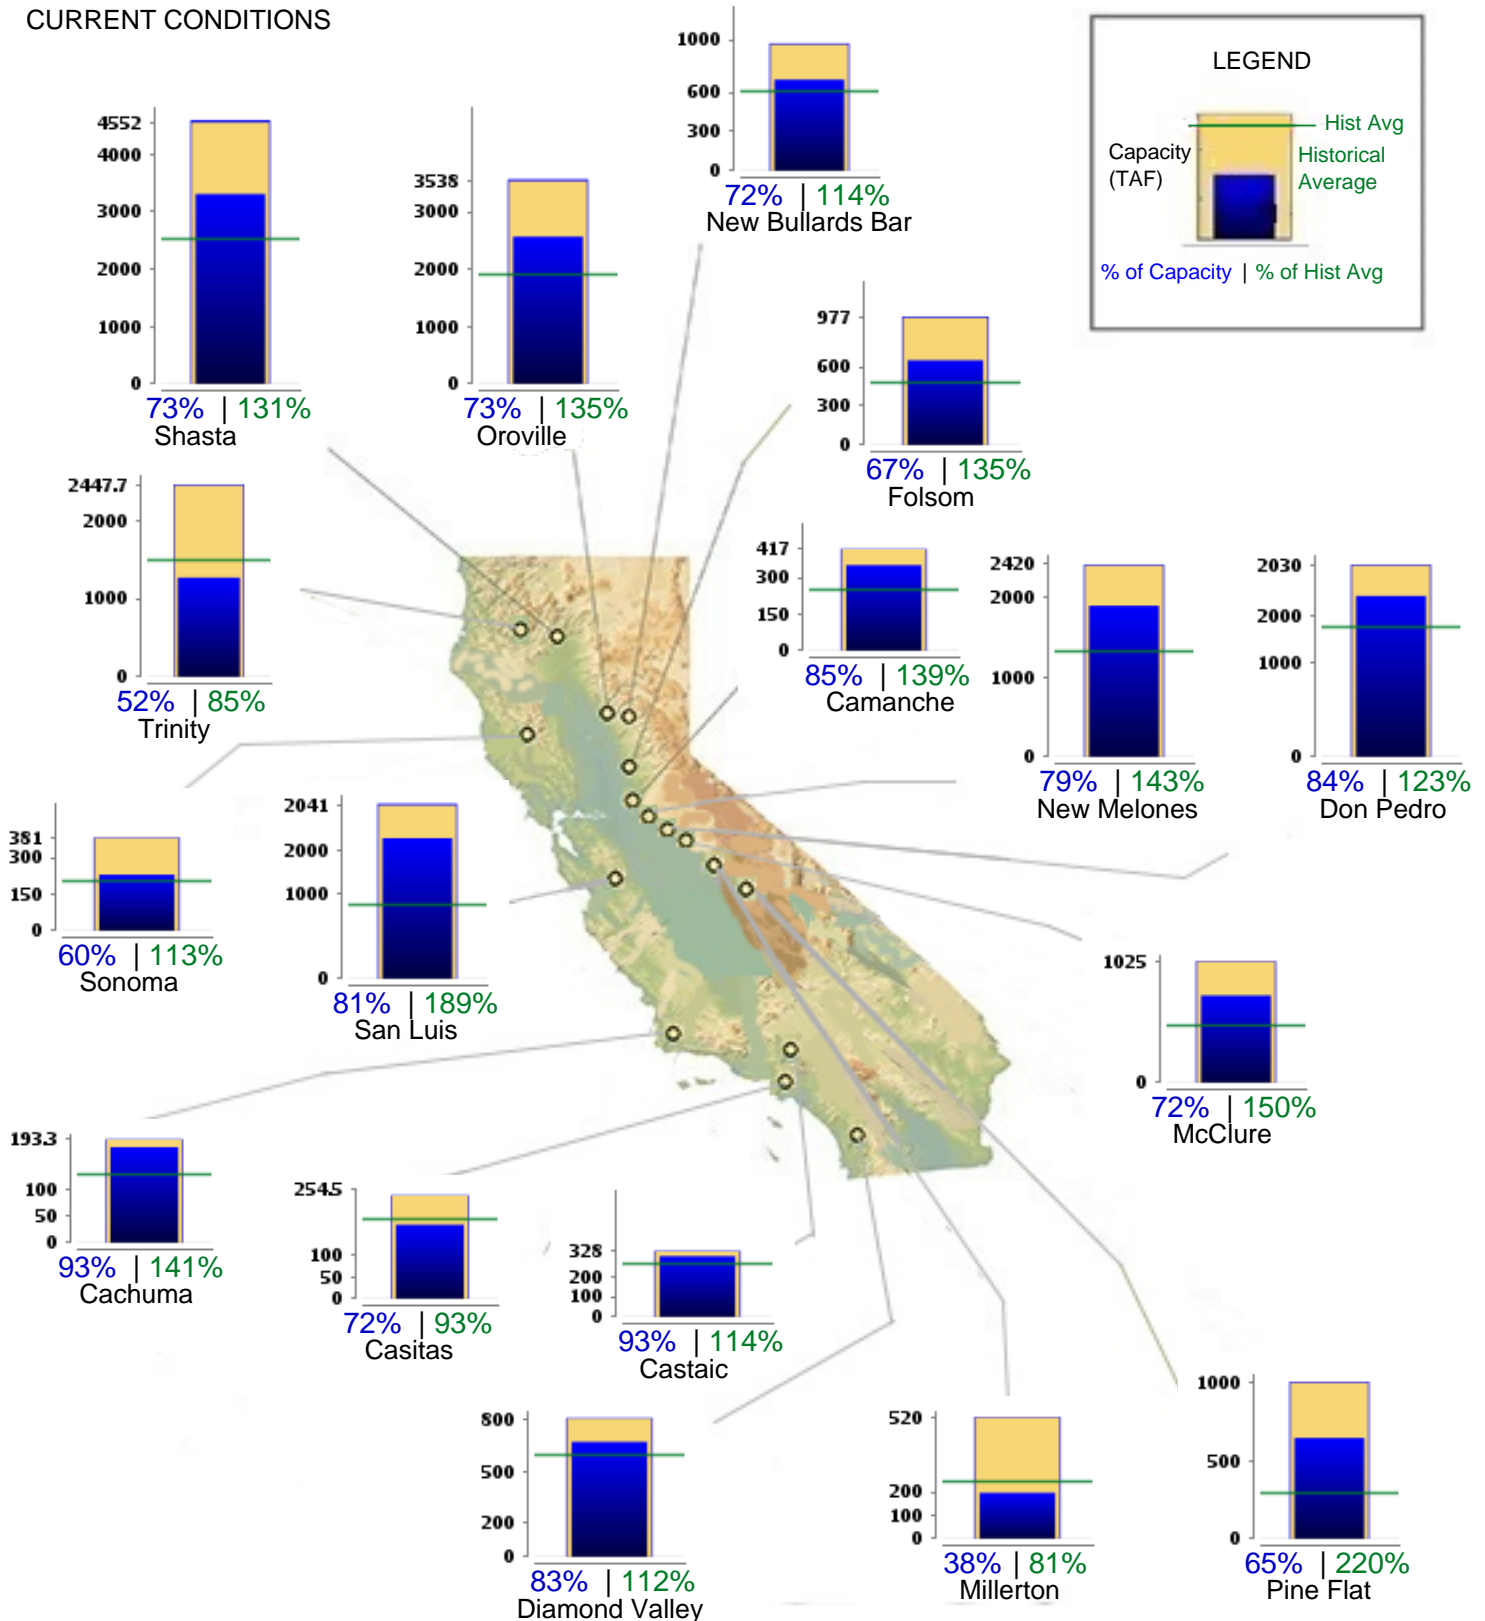 CURRENT CONDITIONS
LEGEND
Hist Avg
Capacity
(TAF)
Historical
Average
% of Capacity | % of Hist Avg
1000
600
300
0
72% | 114%
New Bullards Bar
4552
4000
3000
2000
1000
0
73% | 131%
Shasta
3538
3000
2000
1000
0
73% | 135%
Oroville
977
600
300
0
67% | 135%
Folsom
2447.7
2000
1000
0
52% | 85%
Trinity
417
300
150
0
85% | 139%
Camanche
2420
2000
1000
0
79% | 143%
New Melones
2030
2000
1000
0
84% | 123%
Don Pedro
381
300
150
0
60% | 113%
Sonoma
2041
2000
1000
0
81% | 189%
San Luis
1025
0
72% | 150%
McClure
193.3
100
50
0
93% | 141%
Cachuma
254.5
100
50
0
72% | 93%
Casitas
328
200
100
0
93% | 114%
Castaic
800
500
200
0
83% | 112%
Diamond Valley
520
200
100
0
38% | 81%
Millerton
1000
500
0
65% | 220%
Pine Flat